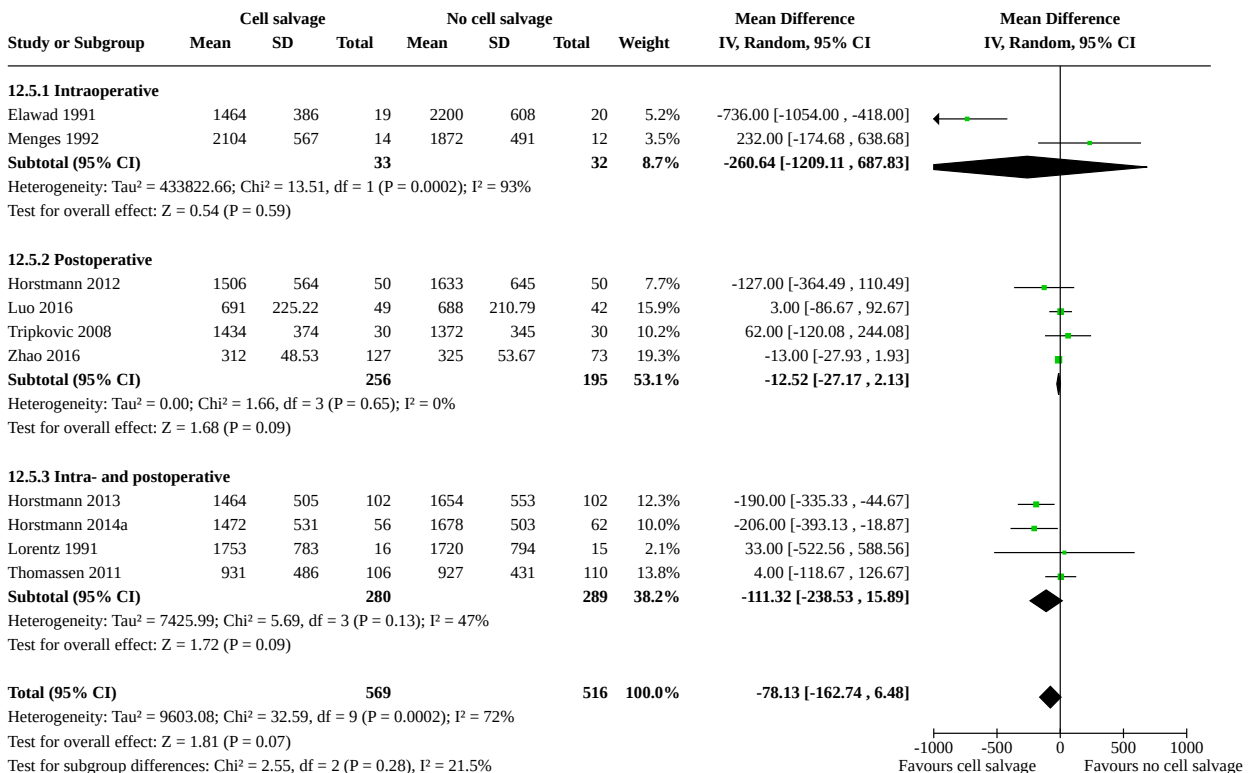 Cell salvage No cell salvage Mean Difference Mean Difference
Study or Subgroup Mean SD Total Mean SD Total Weight IV, Random, 95% CI IV, Random, 95% CI
12.5.1 Intraoperative
Elawad 1991 1464 386 19 2200 608 20 5.2% -736.00 [-1054.00 , -418.00]
Menges 1992 2104 567 14 1872 491 12 3.5% 232.00 [-174.68 , 638.68]
Subtotal (95% CI) 33 32 8.7% -260.64 [-1209.11 , 687.83]
Heterogeneity: Tau² = 433822.66; Chi² = 13.51, df = 1 (P = 0.0002); I² = 93%
Test for overall effect: Z = 0.54 (P = 0.59)
12.5.2 Postoperative
Horstmann 2012 1506 564 50 1633 645 50 7.7% -127.00 [-364.49 , 110.49]
Luo 2016 691 225.22 49 688 210.79 42 15.9% 3.00 [-86.67 , 92.67]
Tripkovic 2008 1434 374 30 1372 345 30 10.2% 62.00 [-120.08 , 244.08]
Zhao 2016 312 48.53 127 325 53.67 73 19.3% -13.00 [-27.93 , 1.93]
Subtotal (95% CI) 256 195 53.1% -12.52 [-27.17 , 2.13]
Heterogeneity: Tau² = 0.00; Chi² = 1.66, df = 3 (P = 0.65); I² = 0%
Test for overall effect: Z = 1.68 (P = 0.09)
12.5.3 Intra- and postoperative
Horstmann 2013 1464 505 102 1654 553 102 12.3% -190.00 [-335.33 , -44.67]
Horstmann 2014a 1472 531 56 1678 503 62 10.0% -206.00 [-393.13 , -18.87]
Lorentz 1991 1753 783 16 1720 794 15 2.1% 33.00 [-522.56 , 588.56]
Thomassen 2011 931 486 106 927 431 110 13.8% 4.00 [-118.67 , 126.67]
Subtotal (95% CI) 280 289 38.2% -111.32 [-238.53 , 15.89]
Heterogeneity: Tau² = 7425.99; Chi² = 5.69, df = 3 (P = 0.13); I² = 47%
Test for overall effect: Z = 1.72 (P = 0.09)
Total (95% CI) 569 516 100.0% -78.13 [-162.74 , 6.48]
Heterogeneity: Tau² = 9603.08; Chi² = 32.59, df = 9 (P = 0.0002); I² = 72%
Test for overall effect: Z = 1.81 (P = 0.07)
-1000 -500 0 500 1000
Test for subgroup differences: Chi² = 2.55, df = 2 (P = 0.28), I² = 21.5% Favours cell salvage Favours no cell salvage